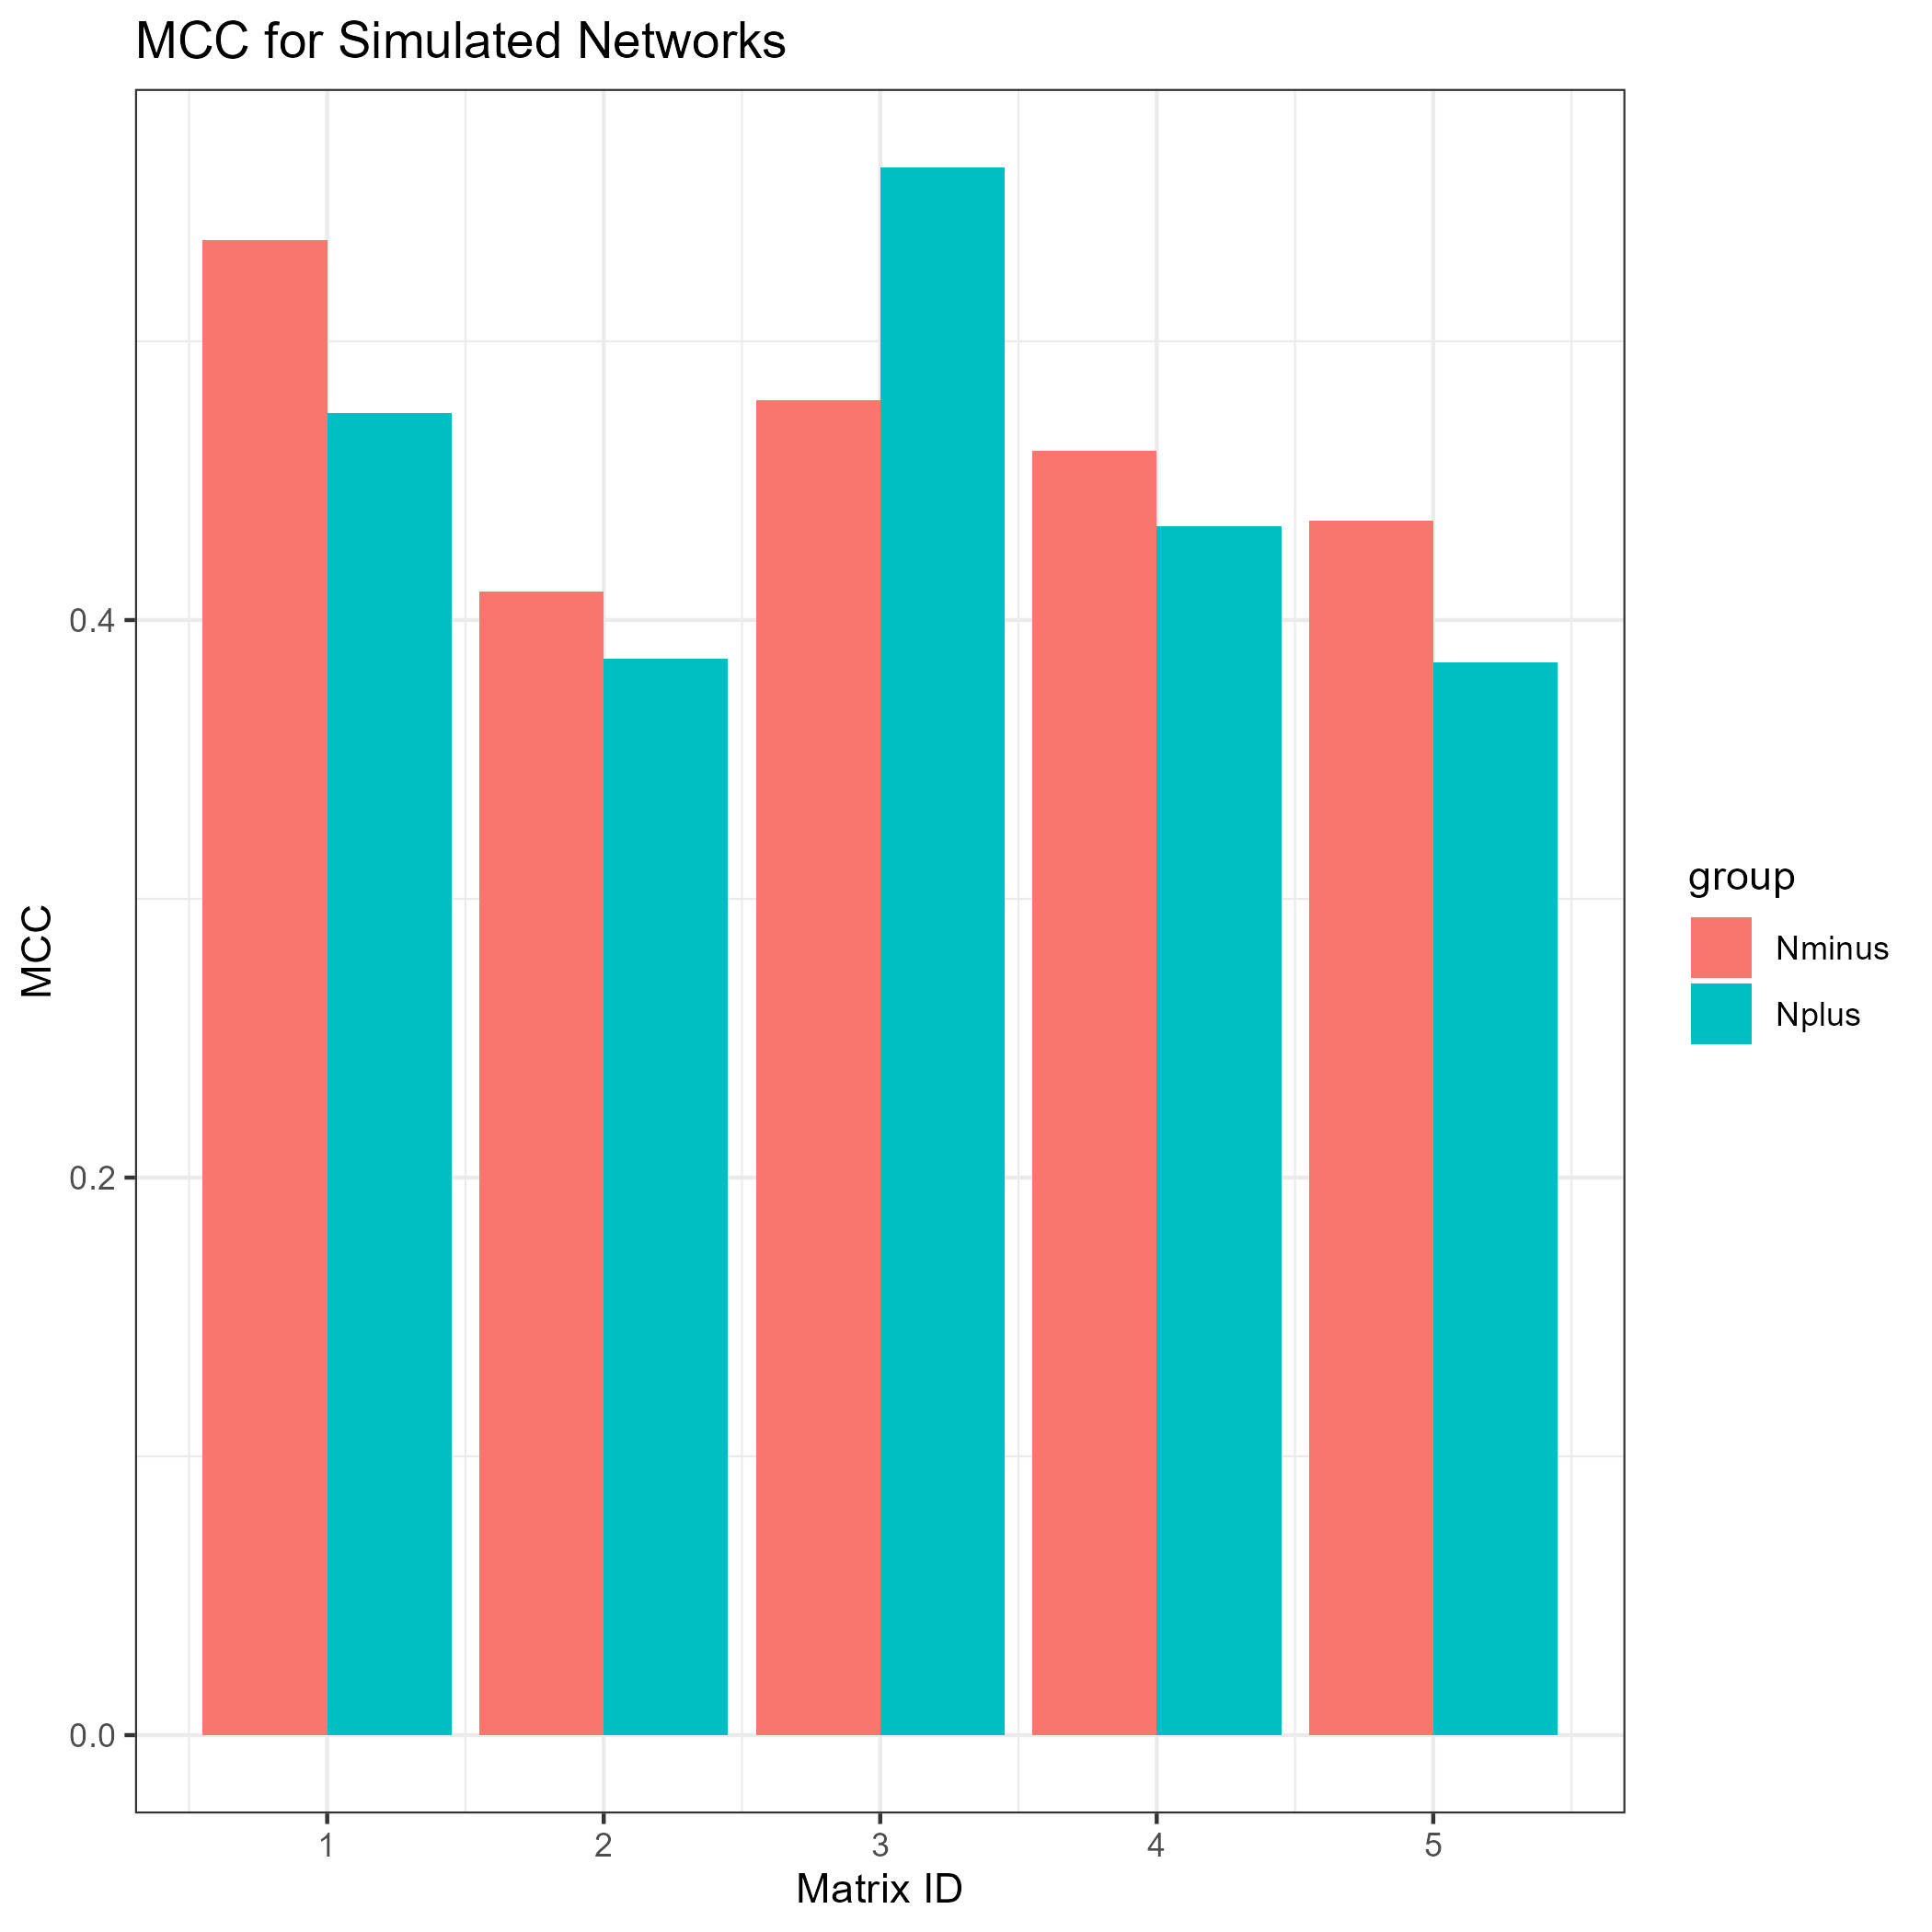 MCC for Simulated Networks
MCC
0.4
0.2
0.0
1 2 3 4 5
Matrix ID
group
Nminus
Nplus